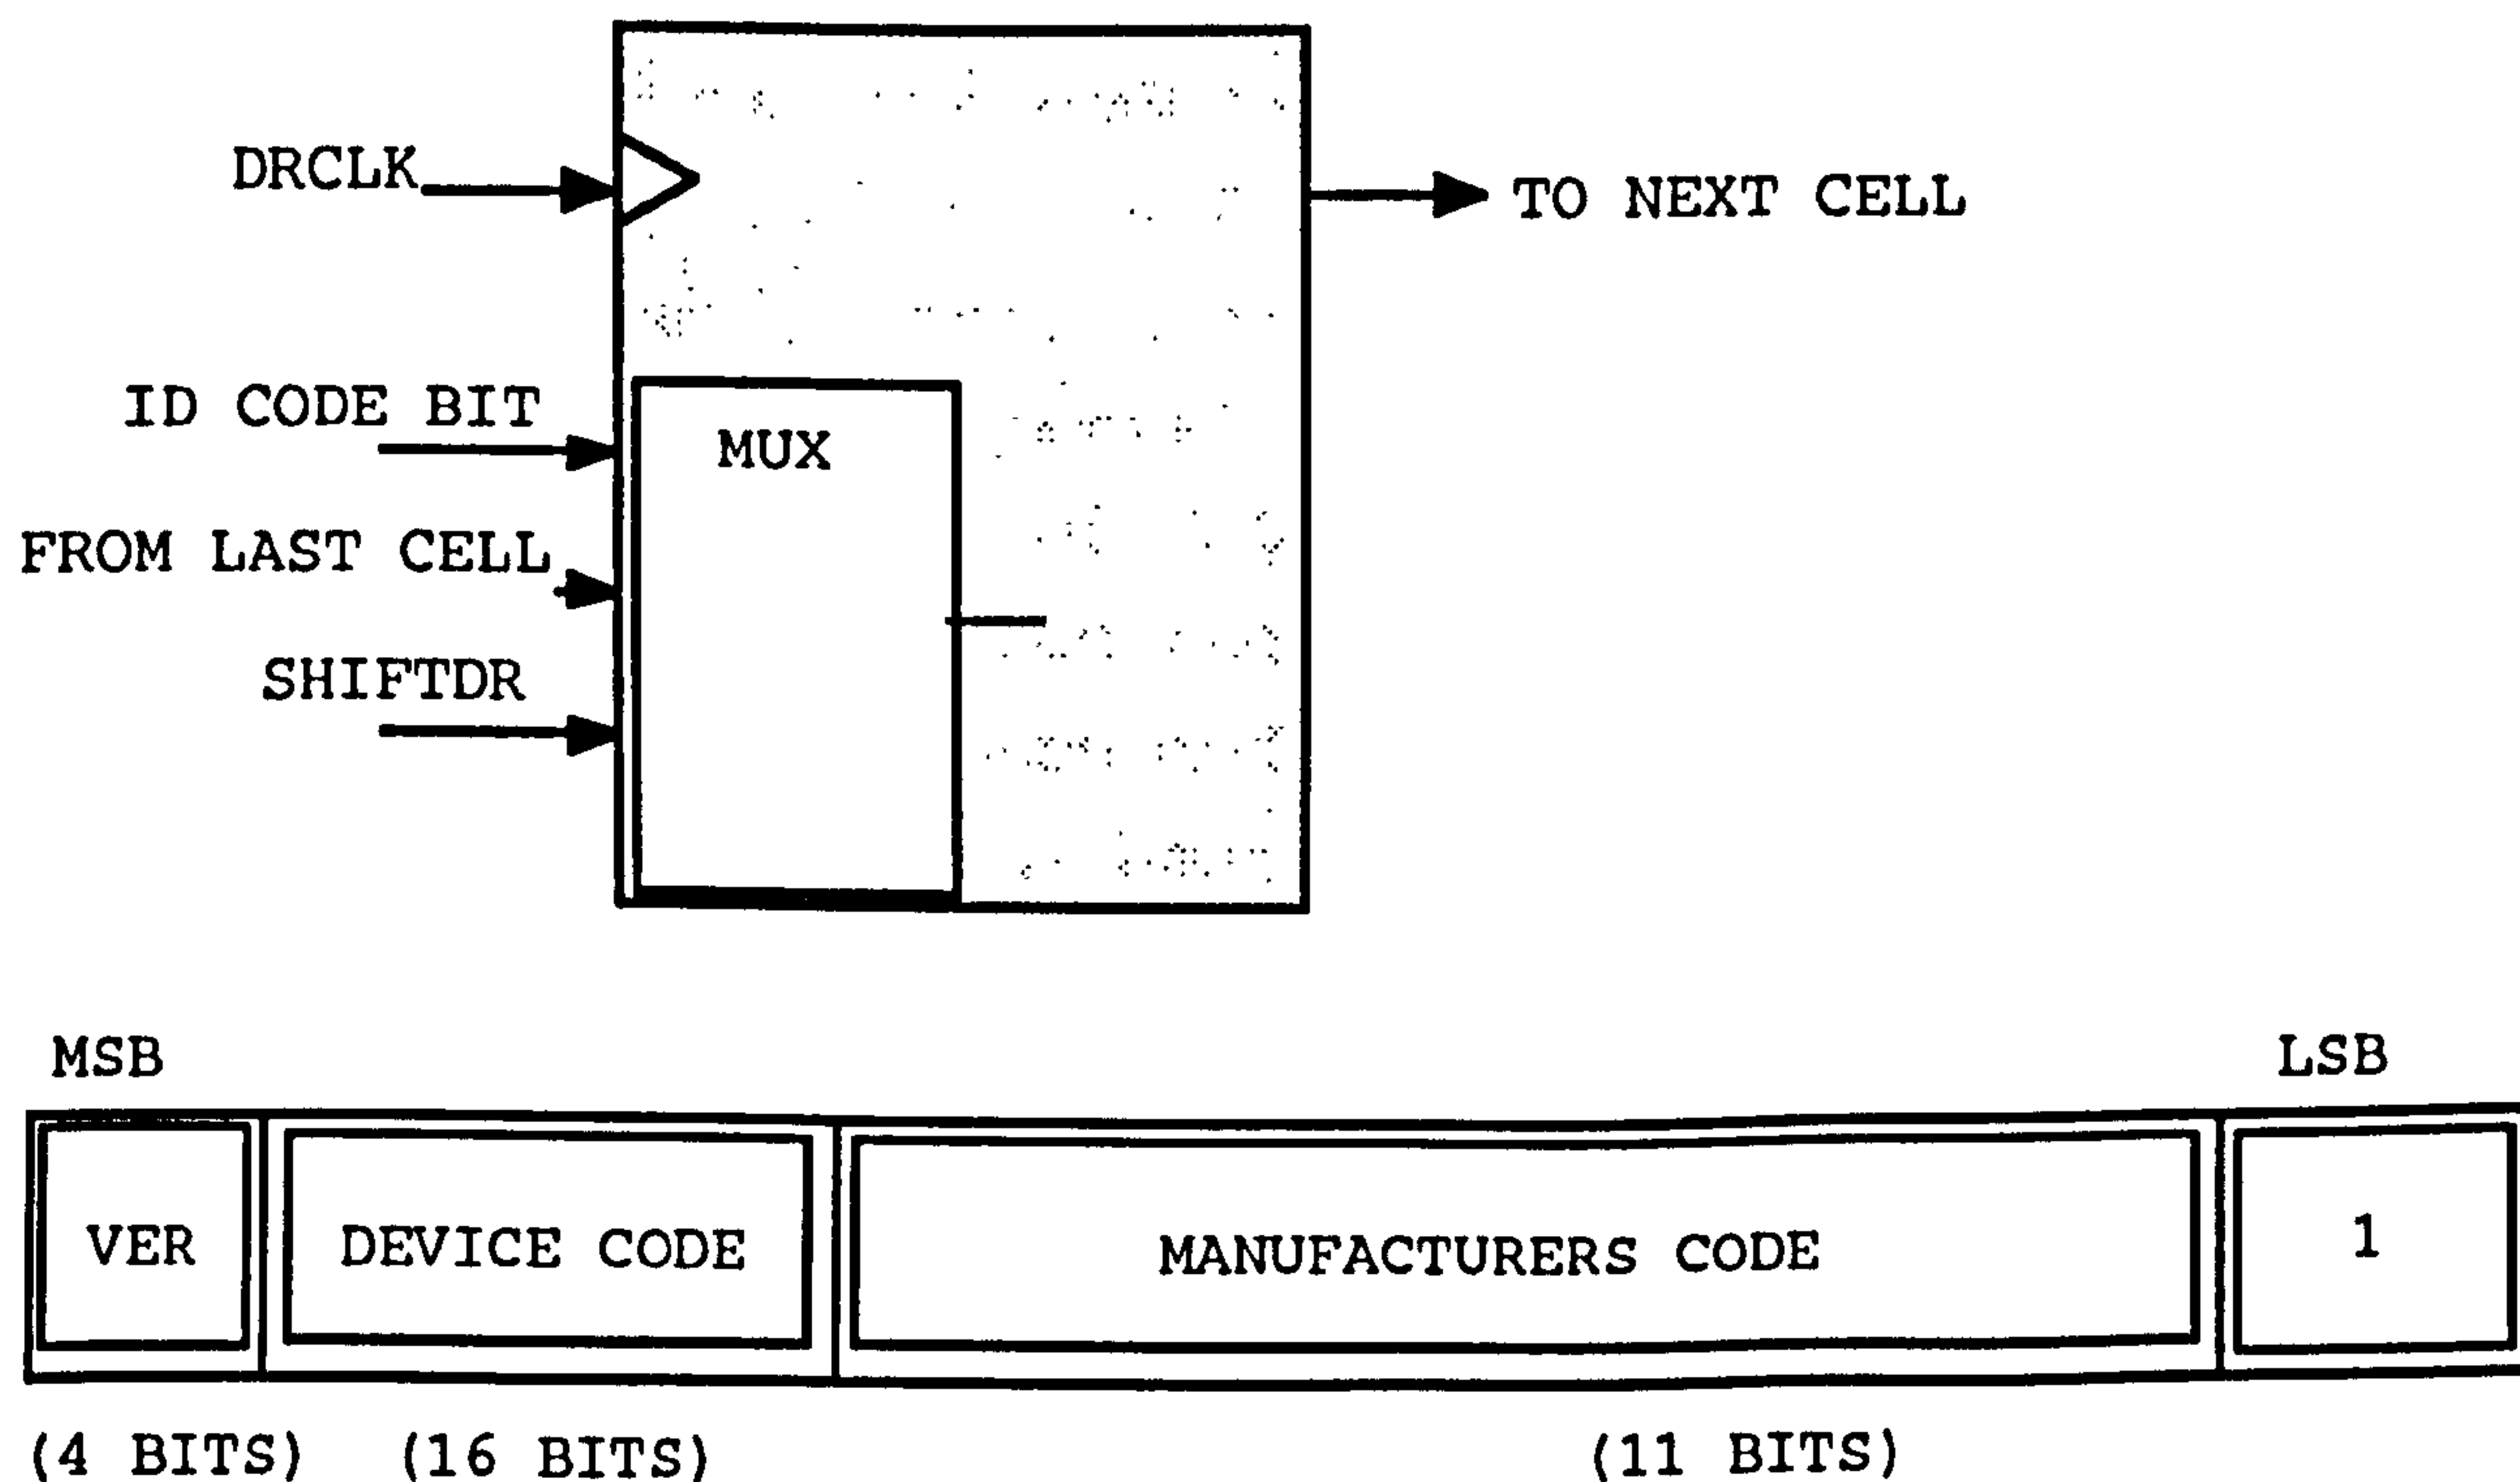 DRCLK
TO NEXT CELL
ID CODE BIT
MUX
FROM LAST CELL
SHIFTDR
MSB
LSB
VER
DEVICE CODE
MANUFACTURERS CODE
1
(4 BITS)
(16 BITS)
(11 BITS)